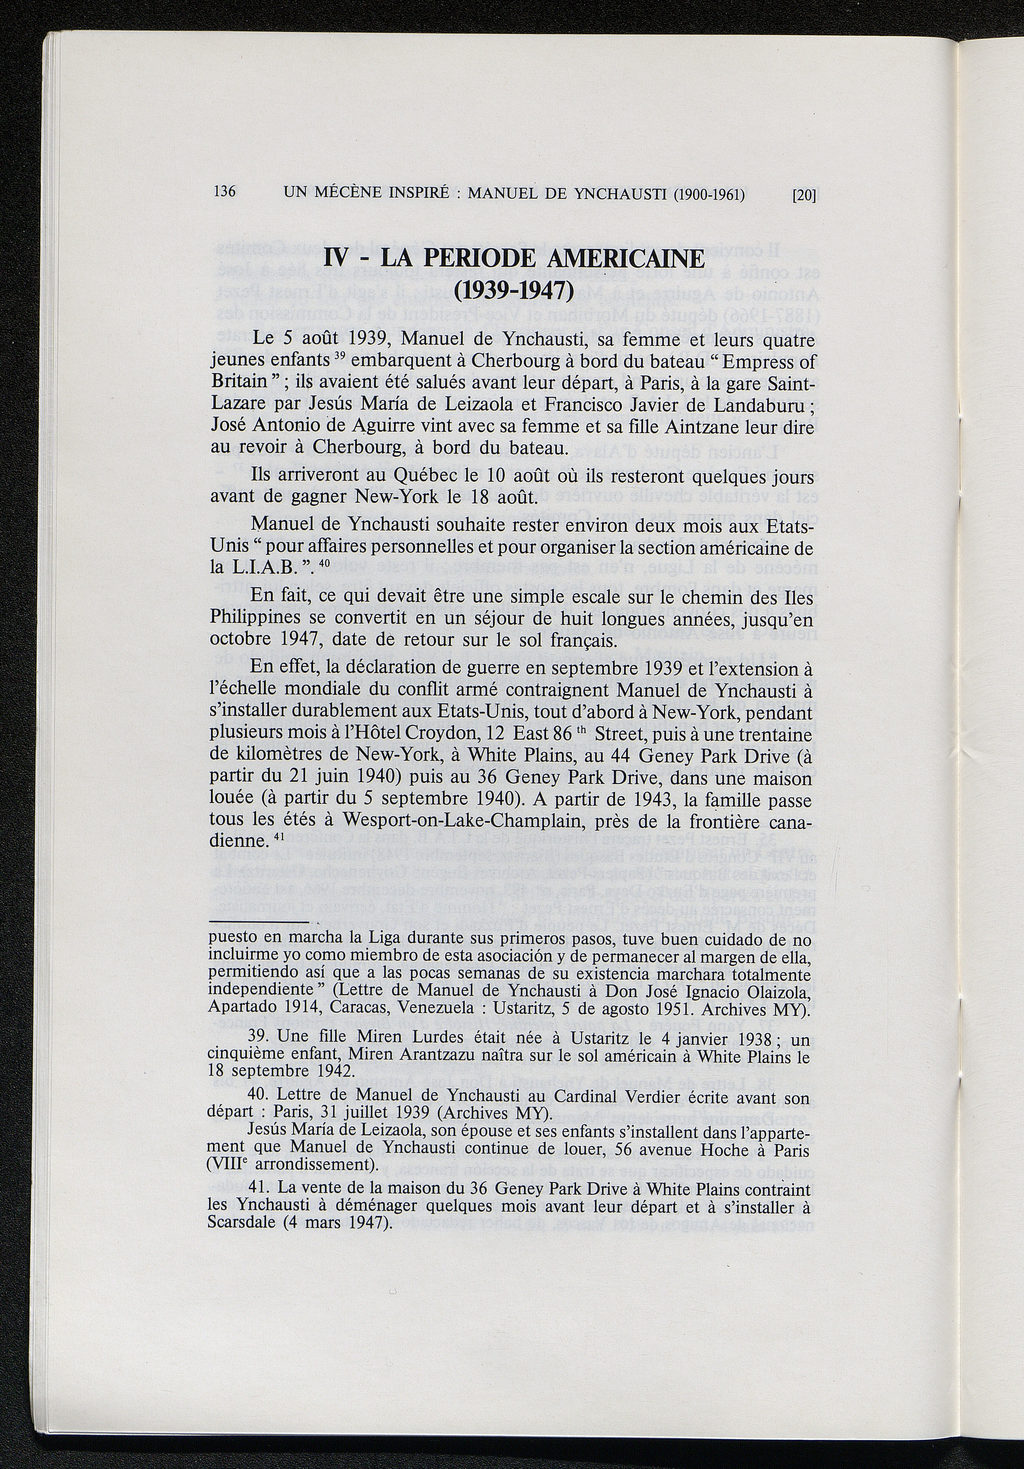 136 UN MÉCÈNE INSPIRÉ : MANUEL DE YNCHAUSTI (1900-1961) [20]
IV - LA PERIODE AMERICAINE
(1939-1947)
Le 5 août 1939, Manuel de Ynchausti, sa femme et leurs quatre
jeunes enfants ³⁹ embarquent à Cherbourg à bord du bateau “ Empress of
Britain ” ; ils avaient été salués avant leur départ, à Paris, à la gare Saint-
Lazare par Jesús María de Leizaola et Francisco Javier de Landaburu ;
José Antonio de Aguirre vint avec sa femme et sa fille Aintzane leur dire
au revoir à Cherbourg, à bord du bateau.
Ils arriveront au Québec le 10 août où ils resteront quelques jours
avant de gagner New-York le 18 août.
Manuel de Ynchausti souhaite rester environ deux mois aux Etats-
Unis “ pour affaires personnelles et pour organiser la section américaine de
la L.I.A.B. ”. ⁴⁰
En fait, ce qui devait être une simple escale sur le chemin des Iles
Philippines se convertit en un séjour de huit longues années, jusqu’en
octobre 1947, date de retour sur le sol français.
En effet, la déclaration de guerre en septembre 1939 et l’extension à
l’échelle mondiale du conflit armé contraignent Manuel de Ynchausti à
s’installer durablement aux Etats-Unis, tout d’abord à New-York, pendant
plusieurs mois à l’Hôtel Croydon, 12 East 86 ᵗʰ Street, puis à une trentaine
de kilomètres de New-York, à White Plains, au 44 Geney Park Drive (à
partir du 21 juin 1940) puis au 36 Geney Park Drive, dans une maison
louée (à partir du 5 septembre 1940). A partir de 1943, la famille passe
tous les étés à Wesport-on-Lake-Champlain, près de la frontière cana-
dienne. ⁴¹
puesto en marcha la Liga durante sus primeros pasos, tuve buen cuidado de no
incluirme yo como miembro de esta asociación y de permanecer al margen de ella,
permitiendo así que a las pocas semanas de su existencia marchara totalmente
independiente ” (Lettre de Manuel de Ynchausti à Don José Ignacio Olaizola,
Apartado 1914, Caracas, Venezuela : Ustaritz, 5 de agosto 1951. Archives MY).
39. Une fille Miren Lurdes était née à Ustaritz le 4 janvier 1938 ; un
cinquième enfant, Miren Arantzazu naîtra sur le sol américain à White Plains le
18 septembre 1942.
40. Lettre de Manuel de Ynchausti au Cardinal Verdier écrite avant son
départ : Paris, 31 juillet 1939 (Archives MY).
Jesús María de Leizaola, son épouse et ses enfants s’installent dans l’apparte-
ment que Manuel de Ynchausti continue de louer, 56 avenue Hoche à Paris
(VIIIᵉ arrondissement).
41. La vente de la maison du 36 Geney Park Drive à White Plains contraint
les Ynchausti à déménager quelques mois avant leur départ et à s’installer à
Scarsdale (4 mars 1947).